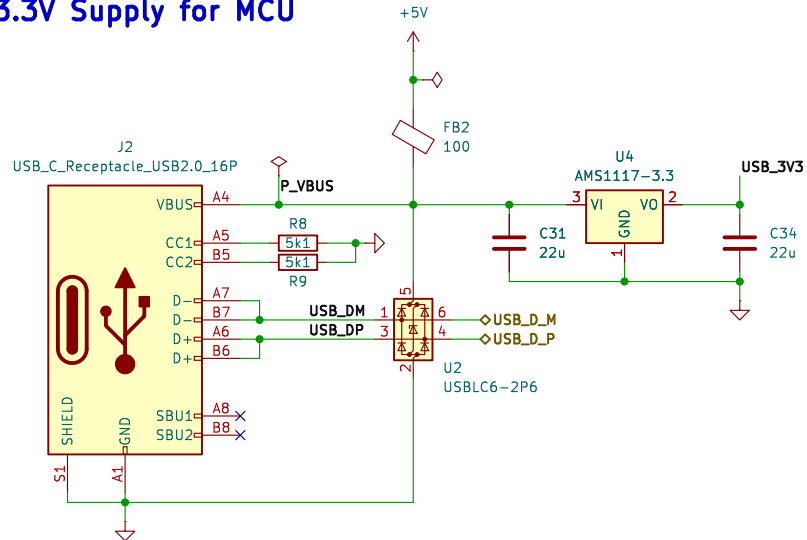 3.3V Supply for MCU
+5V
FB2
100
J2
USB_C_Receptacle_USB2.0_16P
U4
AMS1117-3.3
USB_3V3
P_VBUS
VBUS
A4
3
VI
VO
2
GND
1
R8
CC1
A5
5k1
CC2
B5
5k1
R9
C31
22u
C34
22u
D-
A7
D-
B7
USB_DM
1
5
6
USB_D_M
D+
A6
USB_DP
3
4
USB_D_P
D+
B6
2
U2
USBLC6-2P6
SBU1
A8
SBU2
B8
SHIELD
GND
S1
A1